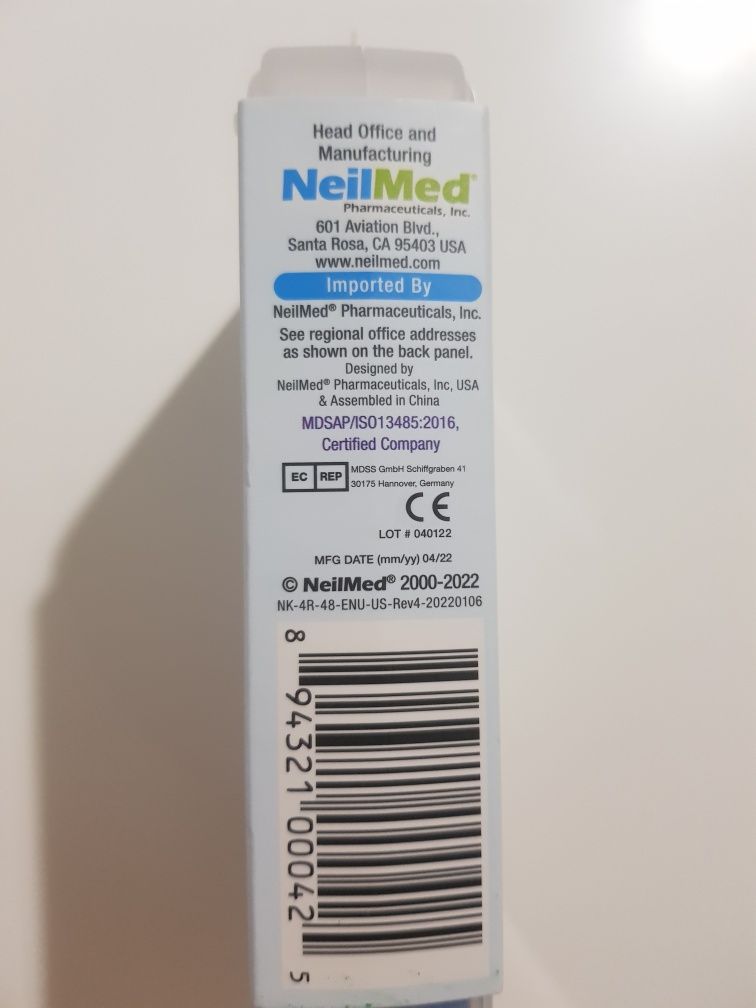 Head Office and
Manufacturing
NeilMed®
Pharmaceuticals, Inc.
601 Aviation Blvd.,
Santa Rosa, CA 95403 USA
www.neilmed.com
Imported By
NeilMed® Pharmaceuticals, Inc.
See regional office addresses
as shown on the back panel.
Designed by
NeilMed® Pharmaceuticals, Inc, USA
& Assembled in China
MDSAP/ISO13485:2016,
Certified Company
EC REP
MDSS GmbH Schiffgraben 41
30175 Hannover, Germany
CE
LOT # 040122
MFG DATE (mm/yy) 04/22
© NeilMed® 2000-2022
NK-4R-48-ENU-US-Rev4-20220106
8 94321 00042 5